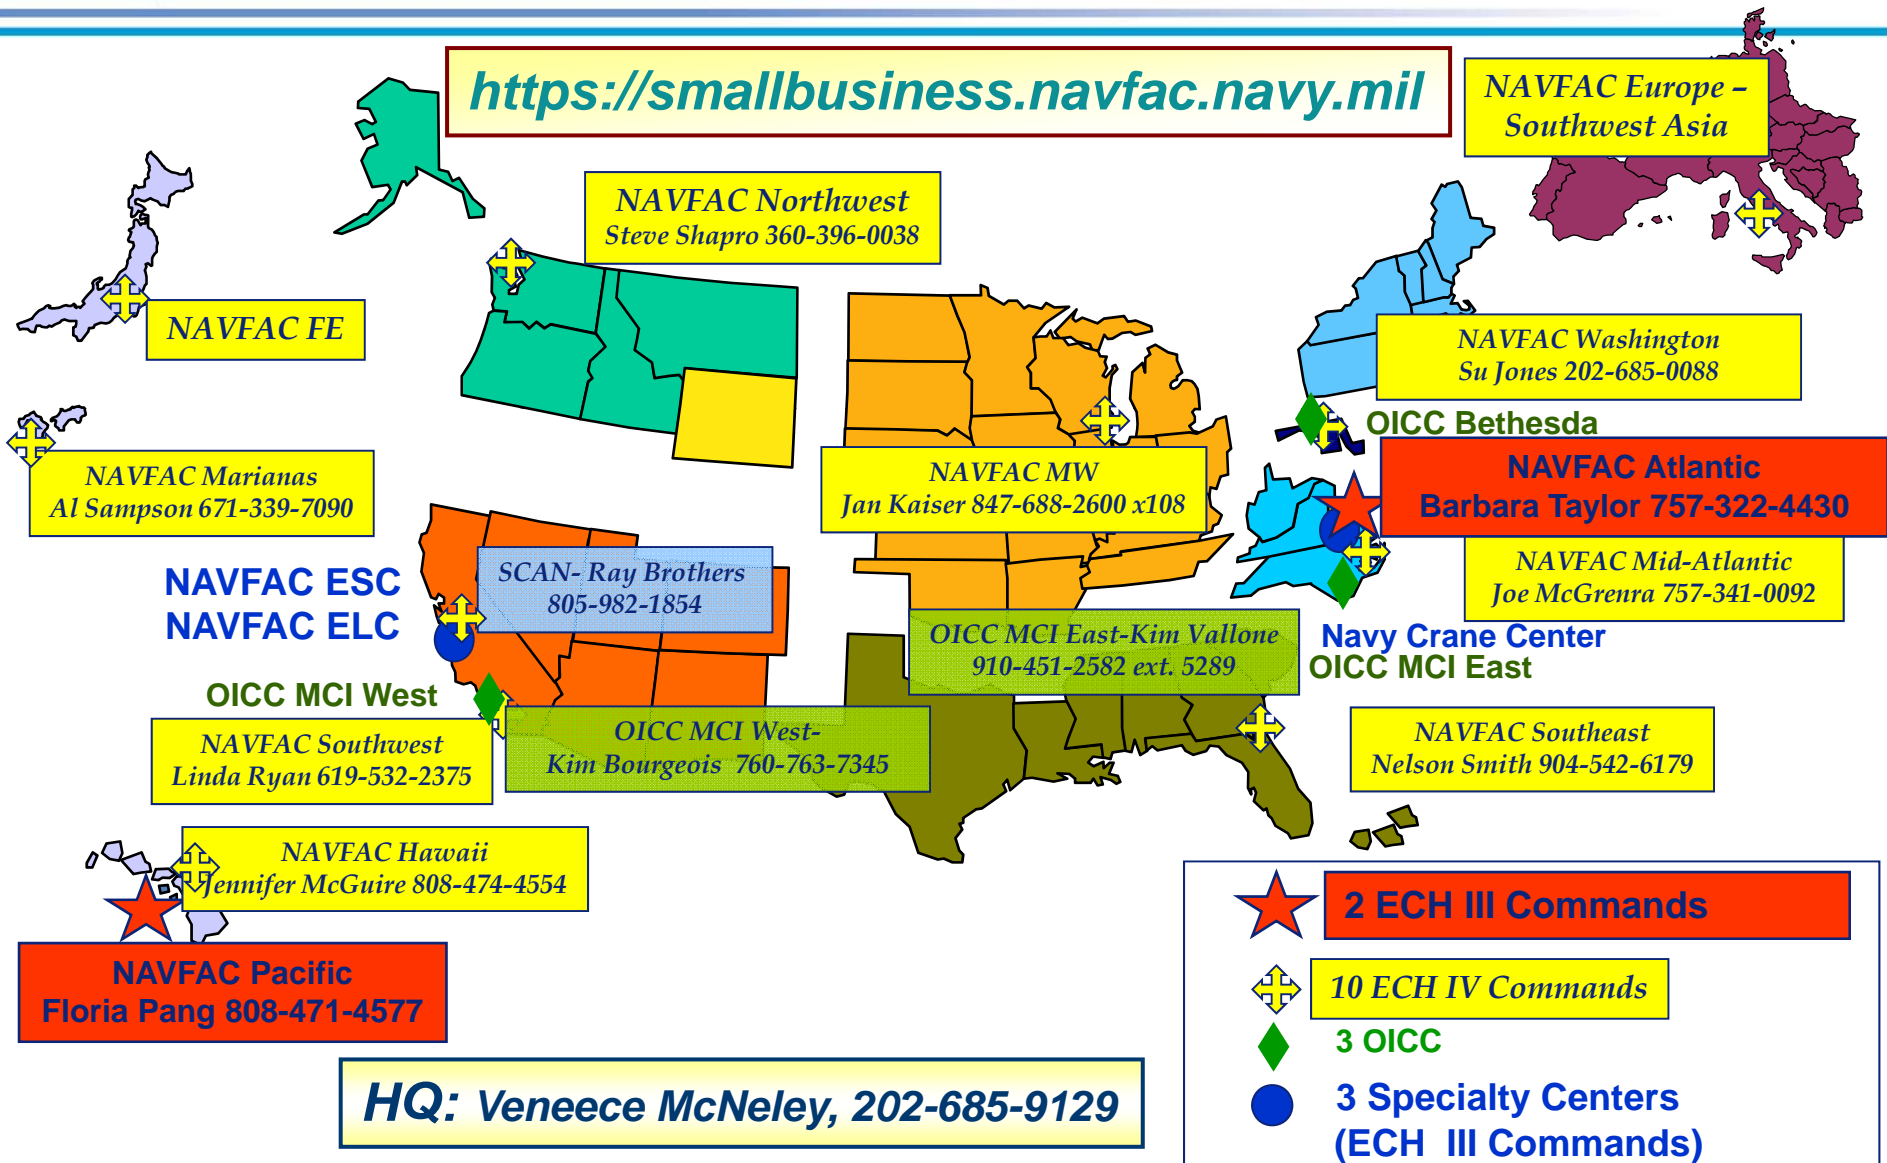 https://smallbusiness.navfac.navy.mil
NAVFAC Europe –
Southwest Asia
NAVFAC Northwest
Steve Shapro 360-396-0038
NAVFAC FE
NAVFAC Washington
Su Jones 202-685-0088
OICC Bethesda
NAVFAC Marianas
Al Sampson 671-339-7090
NAVFAC MW
Jan Kaiser 847-688-2600 x108
NAVFAC Atlantic
Barbara Taylor 757-322-4430
NAVFAC ESC
NAVFAC ELC
SCAN- Ray Brothers
805-982-1854
NAVFAC Mid-Atlantic
Joe McGrenra 757-341-0092
OICC MCI East-Kim Vallone
910-451-2582 ext. 5289
Navy Crane Center
OICC MCI East
OICC MCI West
NAVFAC Southwest
Linda Ryan 619-532-2375
OICC MCI West-
Kim Bourgeois 760-763-7345
NAVFAC Southeast
Nelson Smith 904-542-6179
NAVFAC Hawaii
Jennifer McGuire 808-474-4554
NAVFAC Pacific
Floria Pang 808-471-4577
2 ECH III Commands
10 ECH IV Commands
3 OICC
3 Specialty Centers
(ECH III Commands)
HQ: Veneece McNeley, 202-685-9129